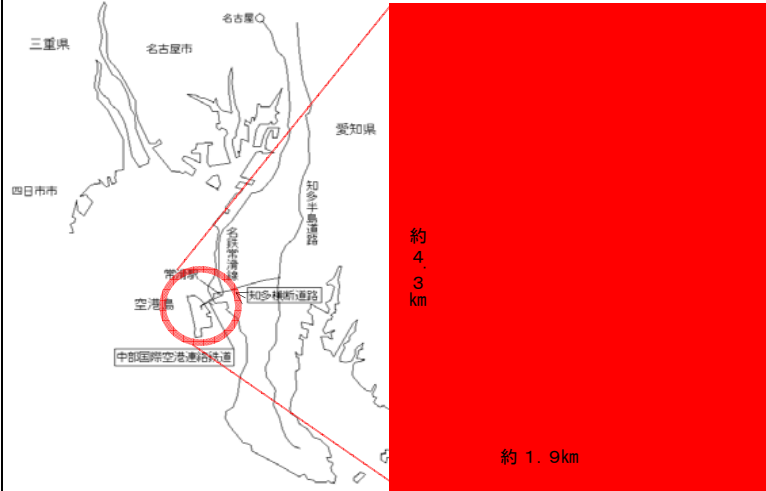 名古屋
三重県
名古屋市
愛知県
四日市市
知多半島道路
名鉄常滑線
常滑駅
空港島
知多横断道路
中部国際空港連絡鉄道
約4.3km
約1.9km